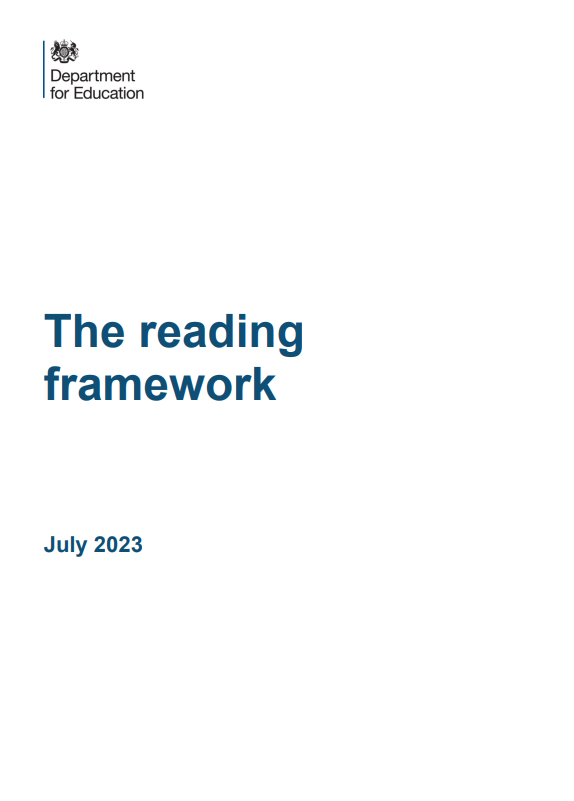 Department
for Education
The reading
framework
July 2023